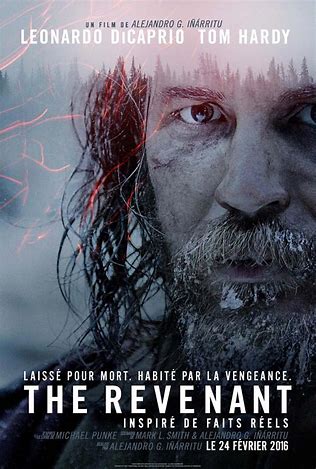 UN FILM DE ALEJANDRO G. IÑÁRRITU
LEONARDO DiCAPRIO TOM HARDY
LAISSÉ POUR MORT. HABITÉ PAR LA VENGEANCE.
THE REVENANT
INSPIRÉ DE FAITS RÉELS
MICHAEL PUNKE MARK L. SMITH & ALEJANDRO G. IÑÁRRITU
ALEJANDRO G. IÑÁRRITU LE 24 FÉVRIER 2016